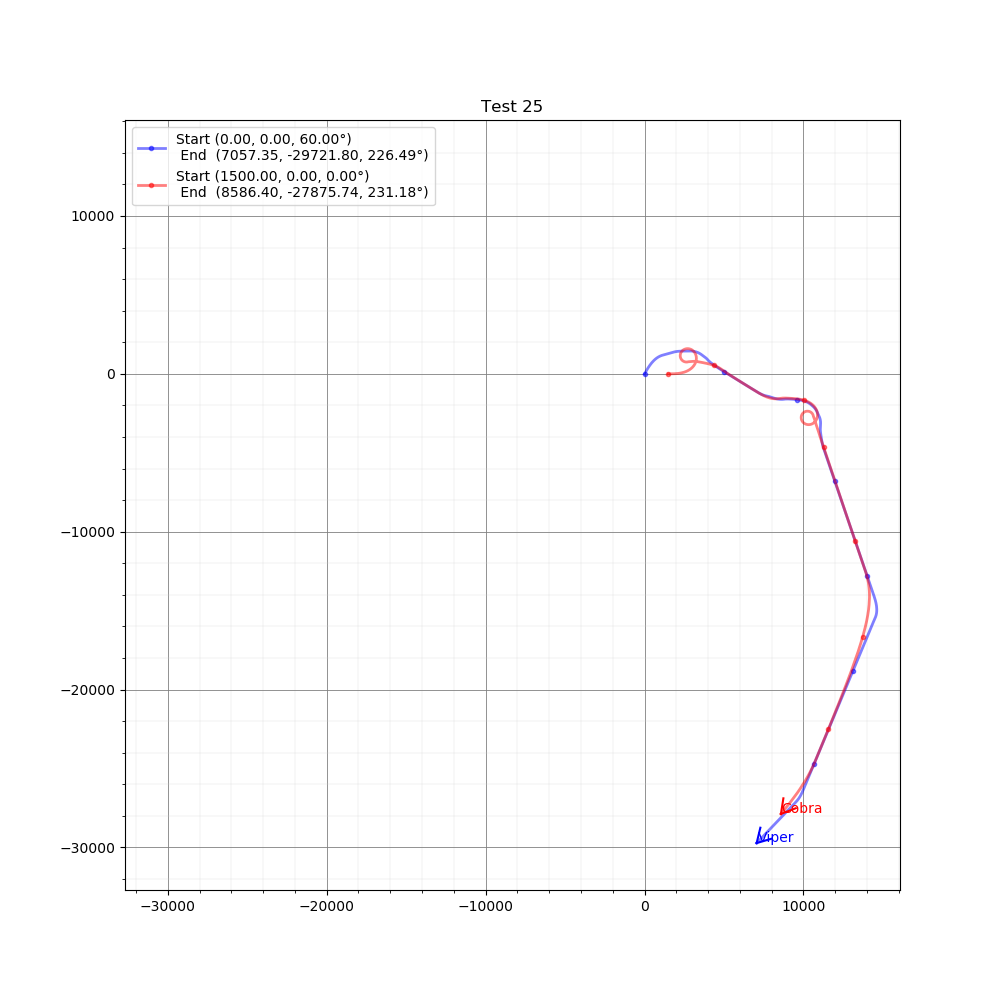 Test 25
Start (0.00, 0.00, 60.00°)
End (7057.35, -29721.80, 226.49°)
Start (1500.00, 0.00, 0.00°)
End (8586.40, -27875.74, 231.18°)
10000
0
−10000
−20000
−30000
Cobra
Viper
−30000
−20000
−10000
0
10000